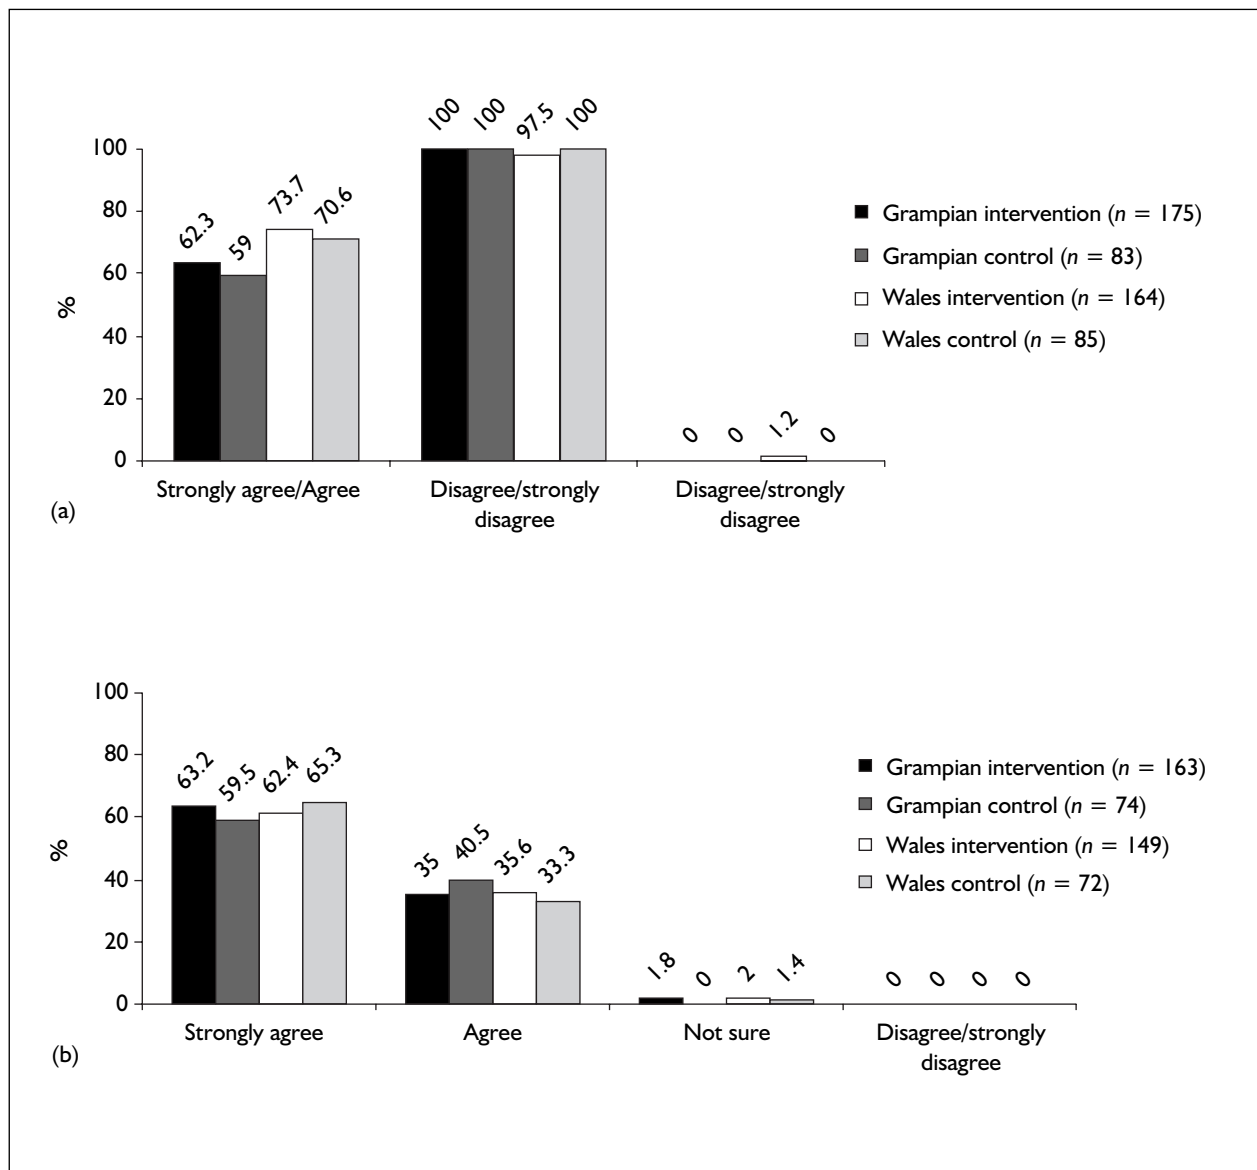 100
80
60
40
20
0
%
62.3
59
73.7
70.6
100
100
97.5
100
0
0
1.2
0
Strongly agree/Agree
Disagree/strongly
disagree
Disagree/strongly
disagree
Grampian intervention (n = 175)
Grampian control (n = 83)
Wales intervention (n = 164)
Wales control (n = 85)
(a)
100
80
60
40
20
0
%
63.2
59.5
62.4
65.3
35
40.5
35.6
33.3
1.8
0
2
1.4
0
0
0
0
Strongly agree
Agree
Not sure
Disagree/strongly
disagree
Grampian intervention (n = 163)
Grampian control (n = 74)
Wales intervention (n = 149)
Wales control (n = 72)
(b)